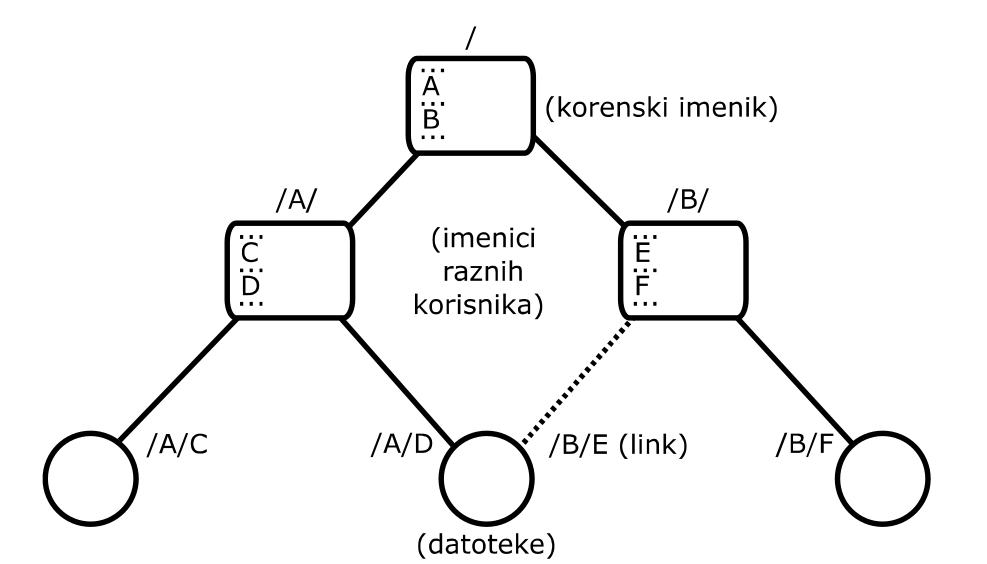 /
...
A
...
B
...
(korenski imenik)
/A/
...
C
...
D
...
(imenici
raznih
korisnika)
/B/
...
E
...
F
...
/A/C
/A/D
/B/E (link)
/B/F
(datoteke)